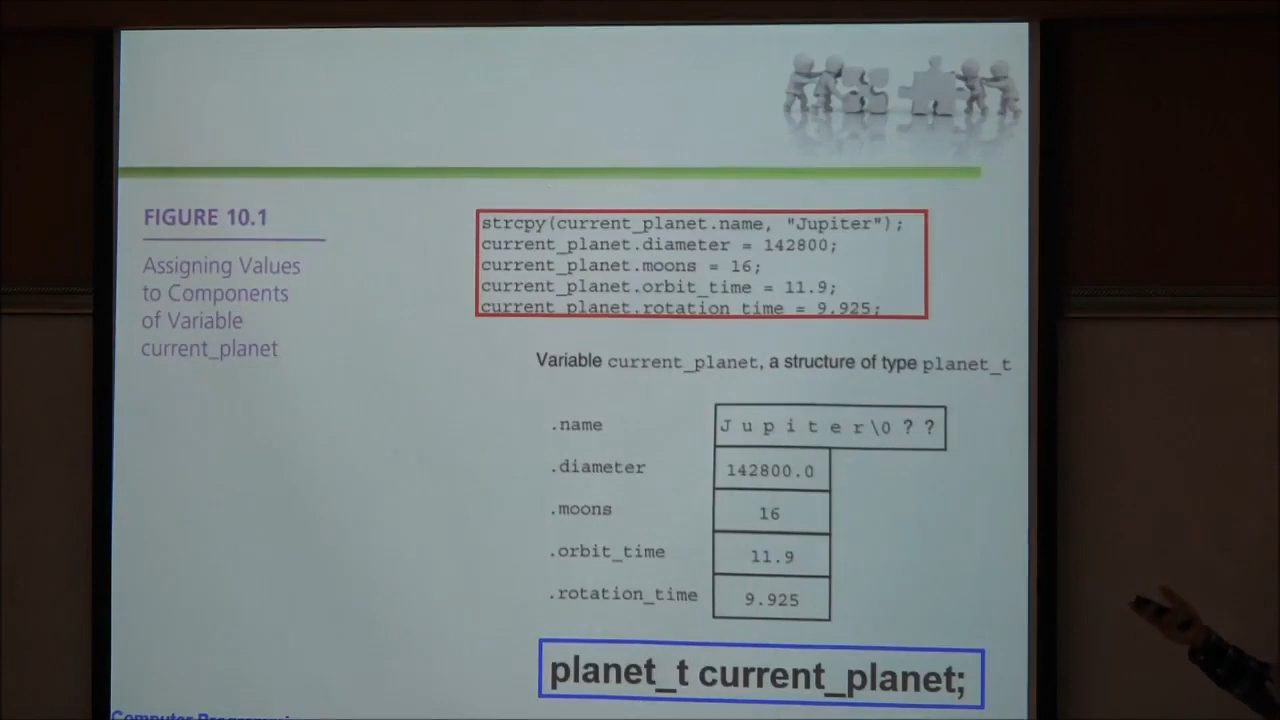 FIGURE 10.1
Assigning Values
to Components
of Variable
current_planet
strcpy(current_planet.name, "Jupiter");
current_planet.diameter = 142800;
current_planet.moons = 16;
current_planet.orbit_time = 11.9;
current_planet.rotation_time = 9.925;
Variable current_planet, a structure of type planet_t
.name J u p i t e r \0 ? ?
.diameter 142800.0
.moons 16
.orbit_time 11.9
.rotation_time 9.925
planet_t current_planet;
Computer